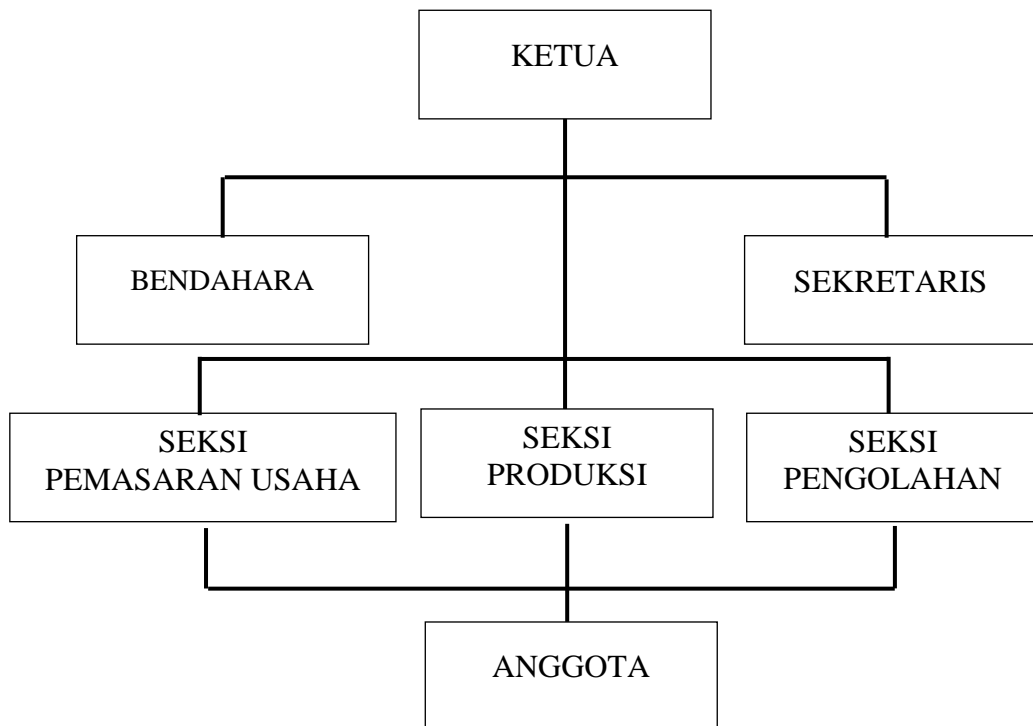 KETUA
BENDAHARA
SEKRETARIS
SEKSI
PEMASARAN USAHA
SEKSI
PRODUKSI
SEKSI
PENGOLAHAN
ANGGOTA